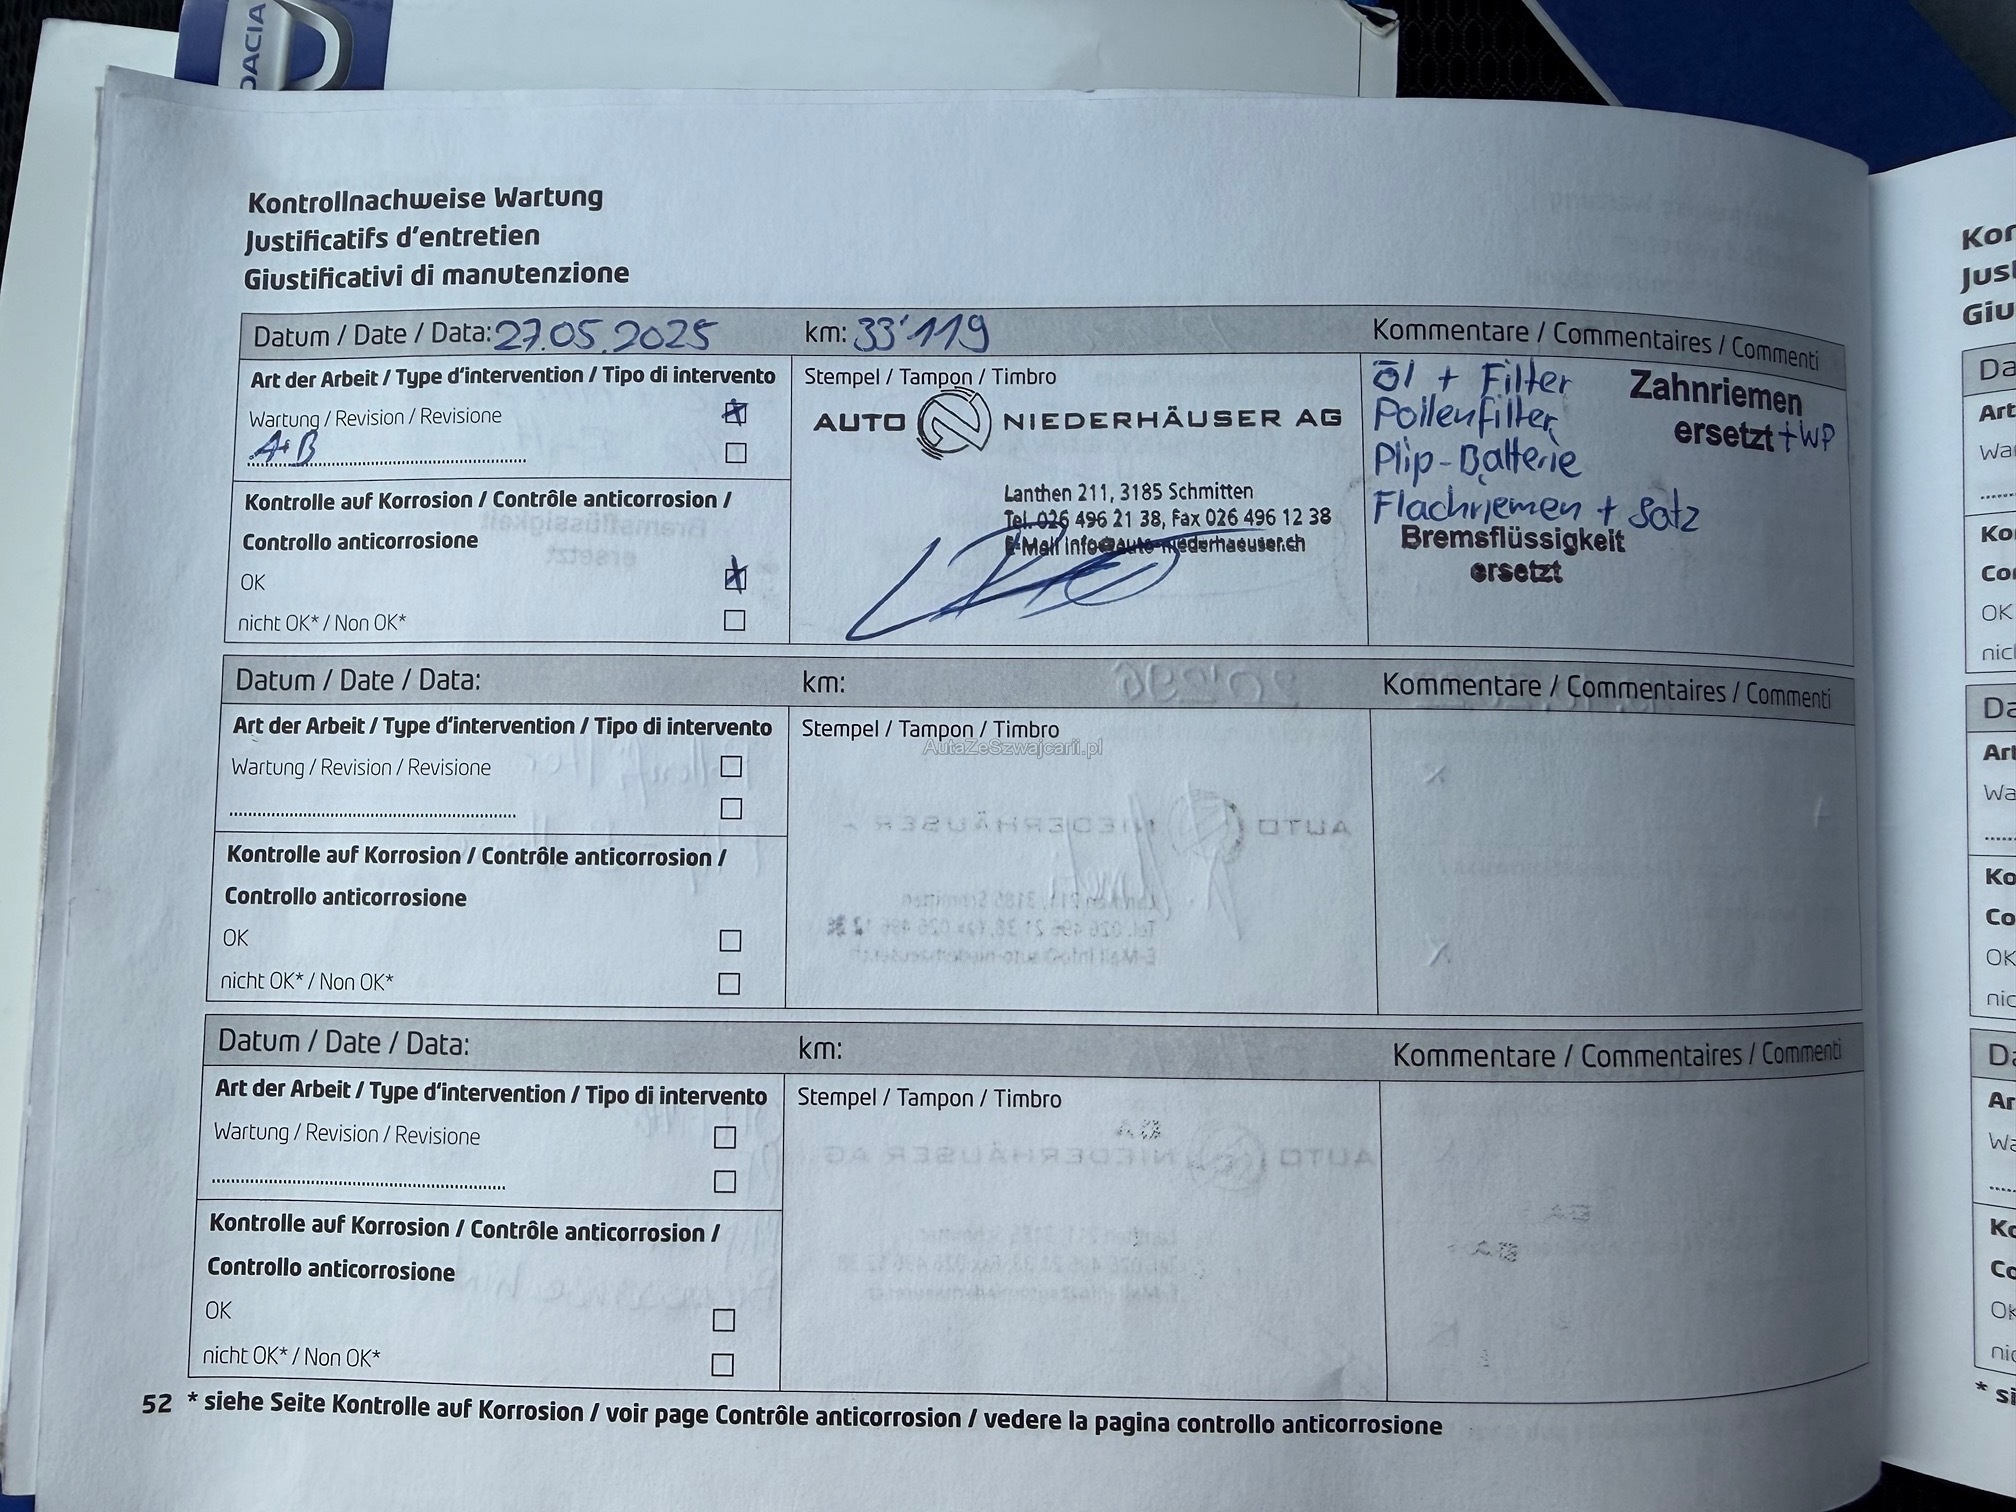 DACIA
Kontrollnachweise Wartung
Justificatifs d'entretien
Giustificativi di manutenzione
Datum / Date / Data: 27.05.2025 km: 33'119 Kommentare / Commentaires / Commenti
Art der Arbeit / Type d'intervention / Tipo di intervento
Wartung / Revision / Revisione
A+B
Kontrolle auf Korrosion / Contrôle anticorrosion /
Controllo anticorrosione
OK
nicht OK* / Non OK*
Stempel / Tampon / Timbro
AUTO NIEDERHÄUSER AG
Lanthen 211, 3185 Schmitten
Tel. 026 496 21 38, Fax 026 496 12 38
E-Mail info@auto-niederhaeuser.ch
Öl + Filter
Pollenfilter
Plip-Batterie
Flachriemen + Satz
Zahnriemen
ersetzt + WP
Bremsflüssigkeit
ersetzt
Datum / Date / Data: km: Kommentare / Commentaires / Commenti
Art der Arbeit / Type d'intervention / Tipo di intervento
Wartung / Revision / Revisione
Kontrolle auf Korrosion / Contrôle anticorrosion /
Controllo anticorrosione
OK
nicht OK* / Non OK*
Stempel / Tampon / Timbro
AutaZeSzwajcarii.pl
Datum / Date / Data: km: Kommentare / Commentaires / Commenti
Art der Arbeit / Type d'intervention / Tipo di intervento
Wartung / Revision / Revisione
Kontrolle auf Korrosion / Contrôle anticorrosion /
Controllo anticorrosione
OK
nicht OK* / Non OK*
Stempel / Tampon / Timbro
52 * siehe Seite Kontrolle auf Korrosion / voir page Contrôle anticorrosion / vedere la pagina controllo anticorrosione